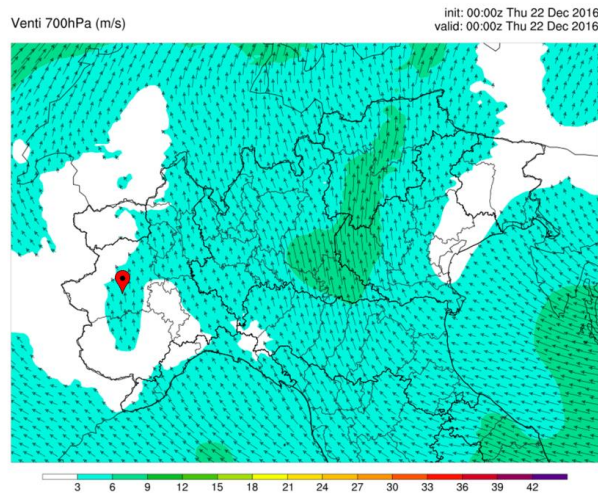 Venti 700hPa (m/s)
init: 00:00z Thu 22 Dec 2016
valid: 00:00z Thu 22 Dec 2016
3 6 9 12 15 18 21 24 27 30 33 36 39 42